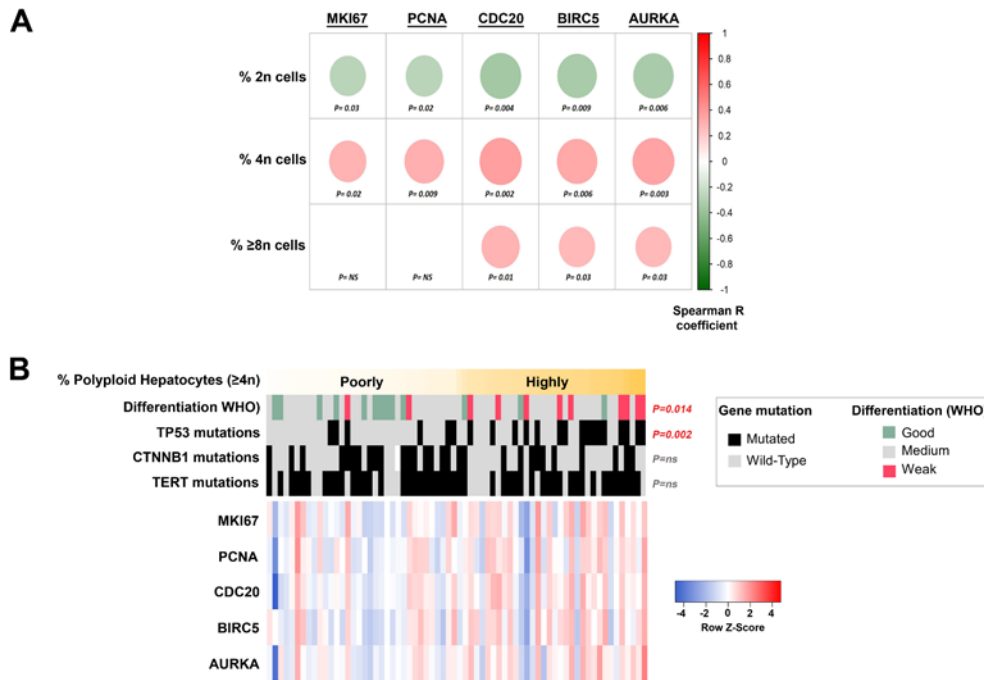 A
MKI67 PCNA CDC20 BIRC5 AURKA
% 2n cells
P= 0.03 P= 0.02 P= 0.004 P= 0.009 P= 0.006
% 4n cells
P= 0.02 P= 0.009 P= 0.002 P= 0.006 P= 0.003
% ≥8n cells
P= NS P= NS P= 0.01 P= 0.03 P= 0.03
1
0.8
0.6
0.4
0.2
0
-0.2
-0.4
-0.6
-0.8
-1
Spearman R
coefficient
B
% Polyploid Hepatocytes (≥4n) Poorly Highly
Differentiation WHO) P=0.014
TP53 mutations P=0.002
CTNNB1 mutations P=ns
TERT mutations P=ns
Gene mutation
Mutated
Wild-Type
Differentiation (WHO)
Good
Medium
Weak
MKI67
PCNA
CDC20
BIRC5
AURKA
-4 -2 0 2 4
Row Z-Score